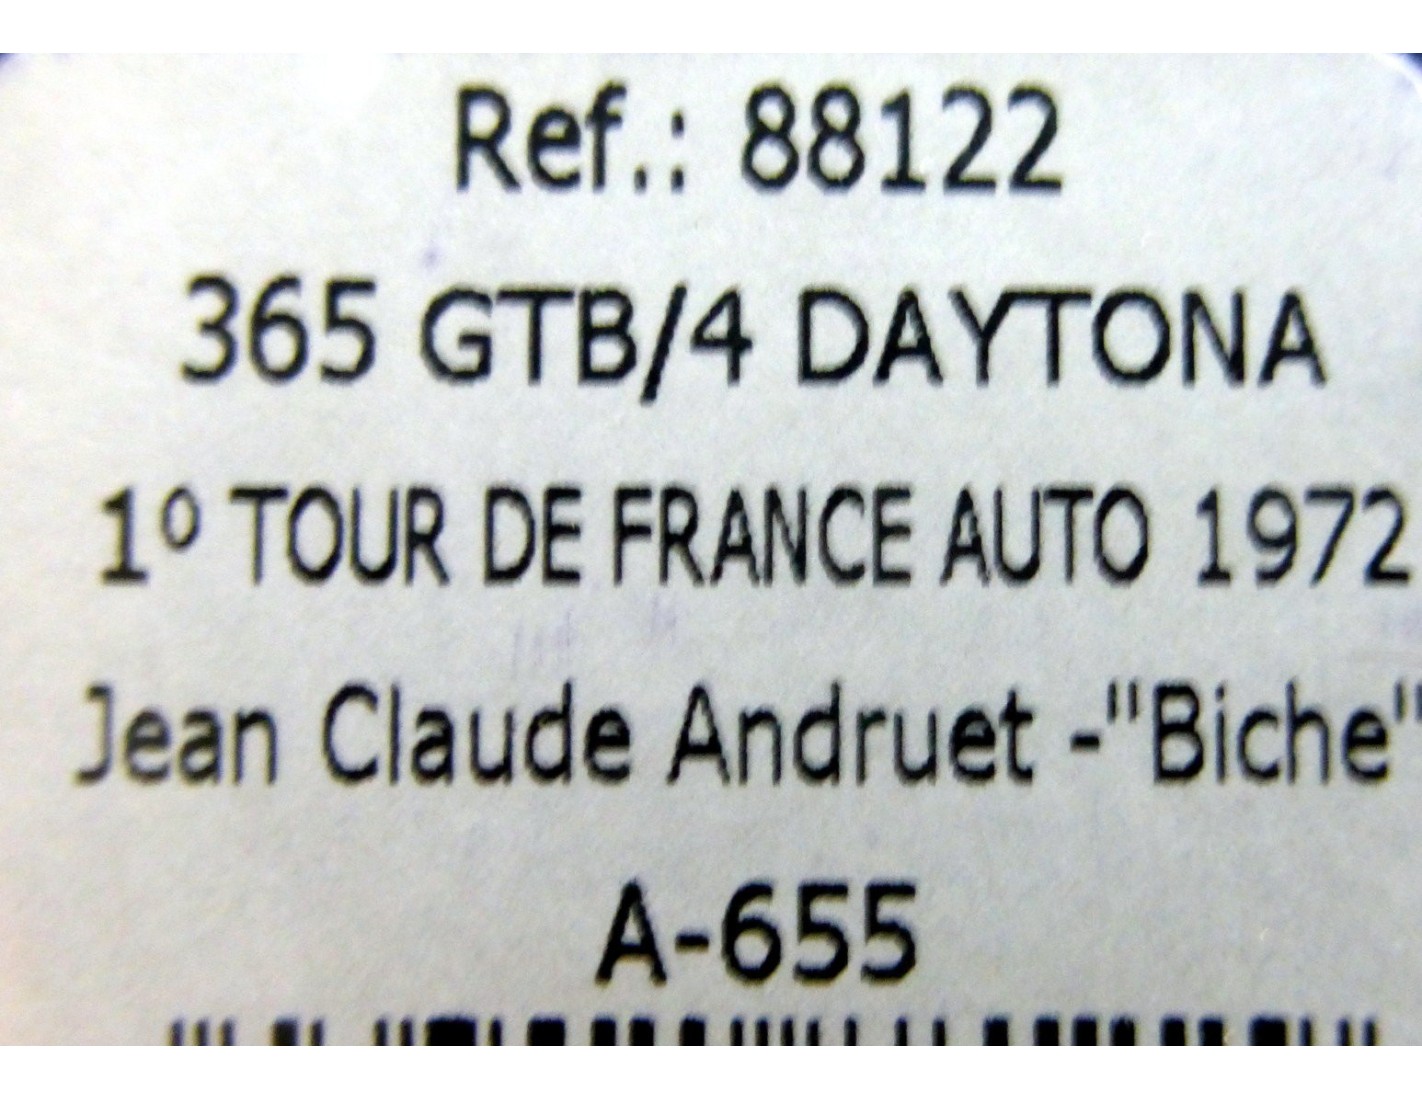 Ref.: 88122
365 GTB/4 DAYTONA
1º TOUR DE FRANCE AUTO 1972
Jean Claude Andruet -"Biche"
A-655